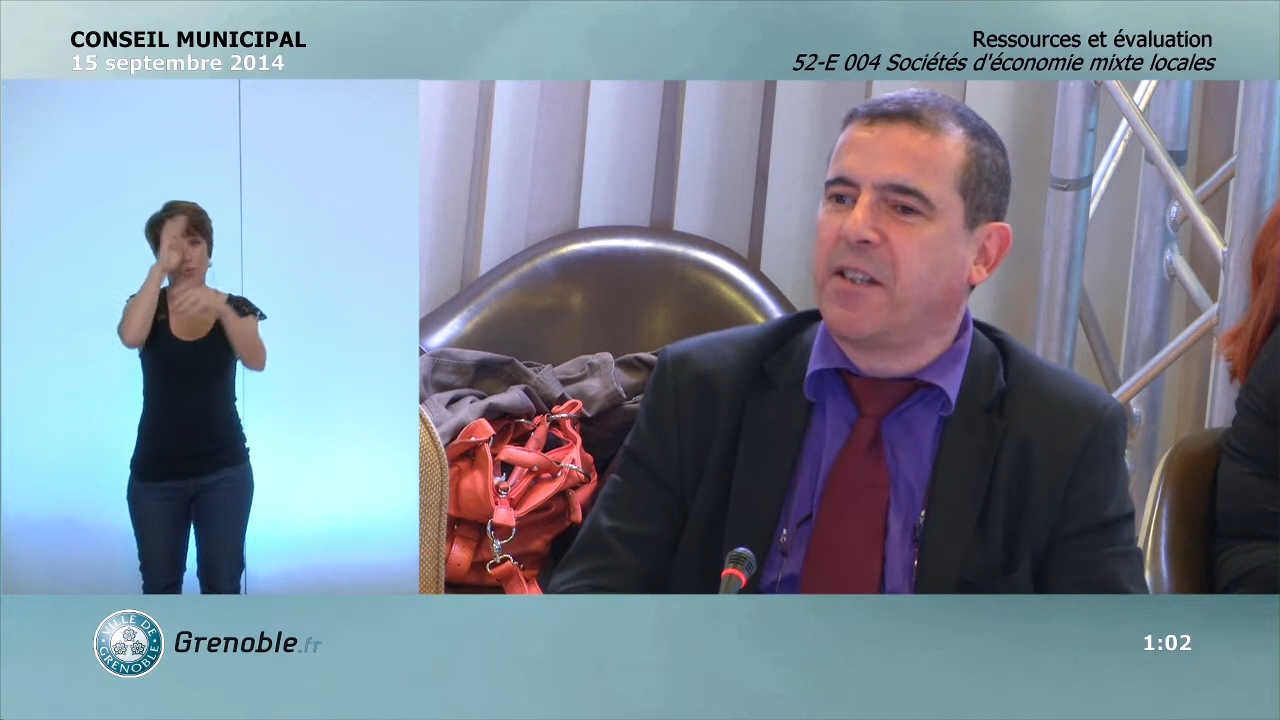 CONSEIL MUNICIPAL
15 septembre 2014
Ressources et évaluation
52-E 004 Sociétés d'économie mixte locales
VILLE DE GRENOBLE
Grenoble.fr
1:02